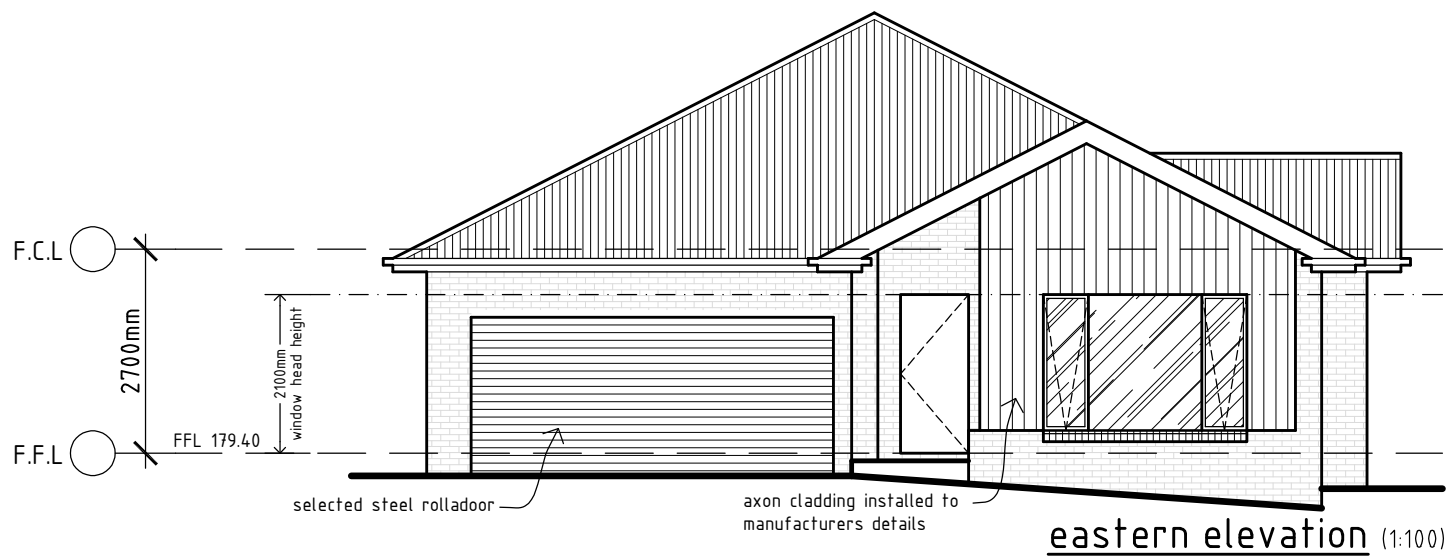 F.C.L
2700mm
2100mm
window head height
FFL 179.40
F.F.L
selected steel rolladoor
axon cladding installed to
manufacturers details
eastern elevation (1:100)